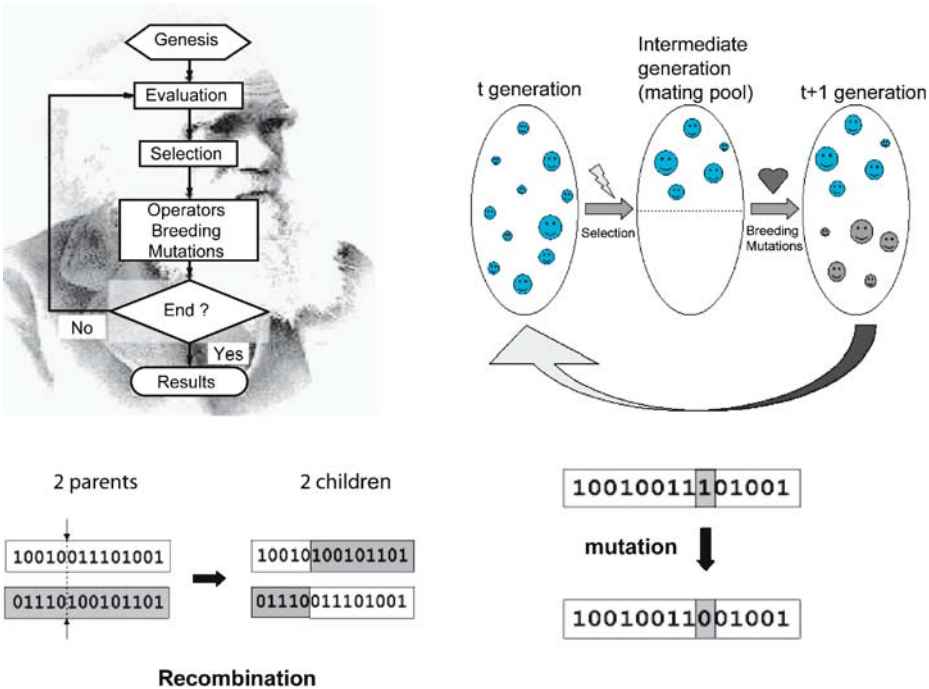 Genesis
Evaluation
Selection
Operators
Breeding
Mutations
End ?
No
Yes
Results
t generation
Intermediate
generation
(mating pool)
t+1 generation
Selection
Breeding
Mutations
2 parents
2 children
10010011101001
01110100101101
10010100101101
01110011101001
Recombination
10010011101001
mutation
10010011001001